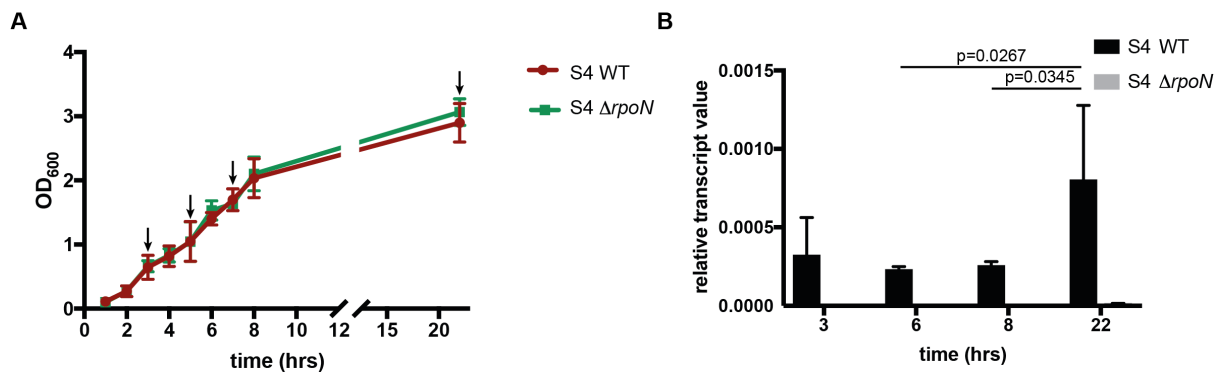 A
4
3
2
1
0
OD600
0
2
4
6
8
10
12
15
20
time (hrs)
S4 WT
S4 ΔrpoN
B
0.0015
0.0010
0.0005
0.0000
relative transcript value
p=0.0267
p=0.0345
3
6
8
22
time (hrs)
S4 WT
S4 ΔrpoN